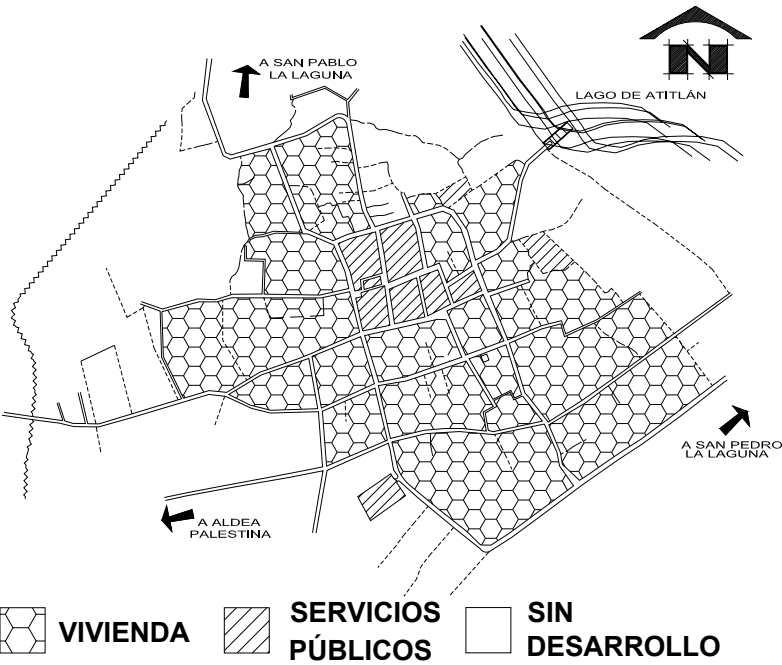 A SAN PABLO
LA LAGUNA
N
LAGO DE ATITLÁN
A SAN PEDRO
LA LAGUNA
A ALDEA
PALESTINA
VIVIENDA
SERVICIOS
PÚBLICOS
SIN
DESARROLLO